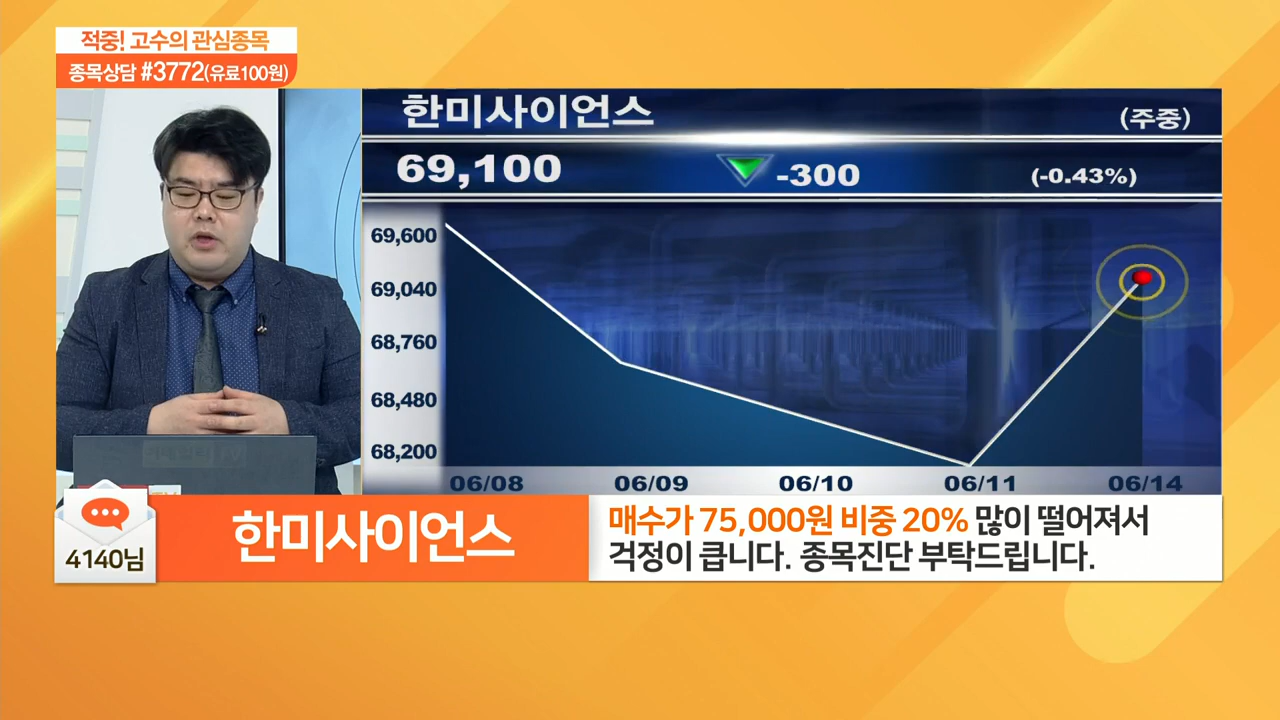 적중! 고수의 관심종목
종목상담 #3772(유료100원)
한미사이언스 (주중)
69,100 -300 (-0.43%)
69,600
69,040
68,760
68,480
68,200
06/08 06/09 06/10 06/11 06/14
4140님
한미사이언스
매수가 75,000원 비중 20% 많이 떨어져서
걱정이 큽니다. 종목진단 부탁드립니다.